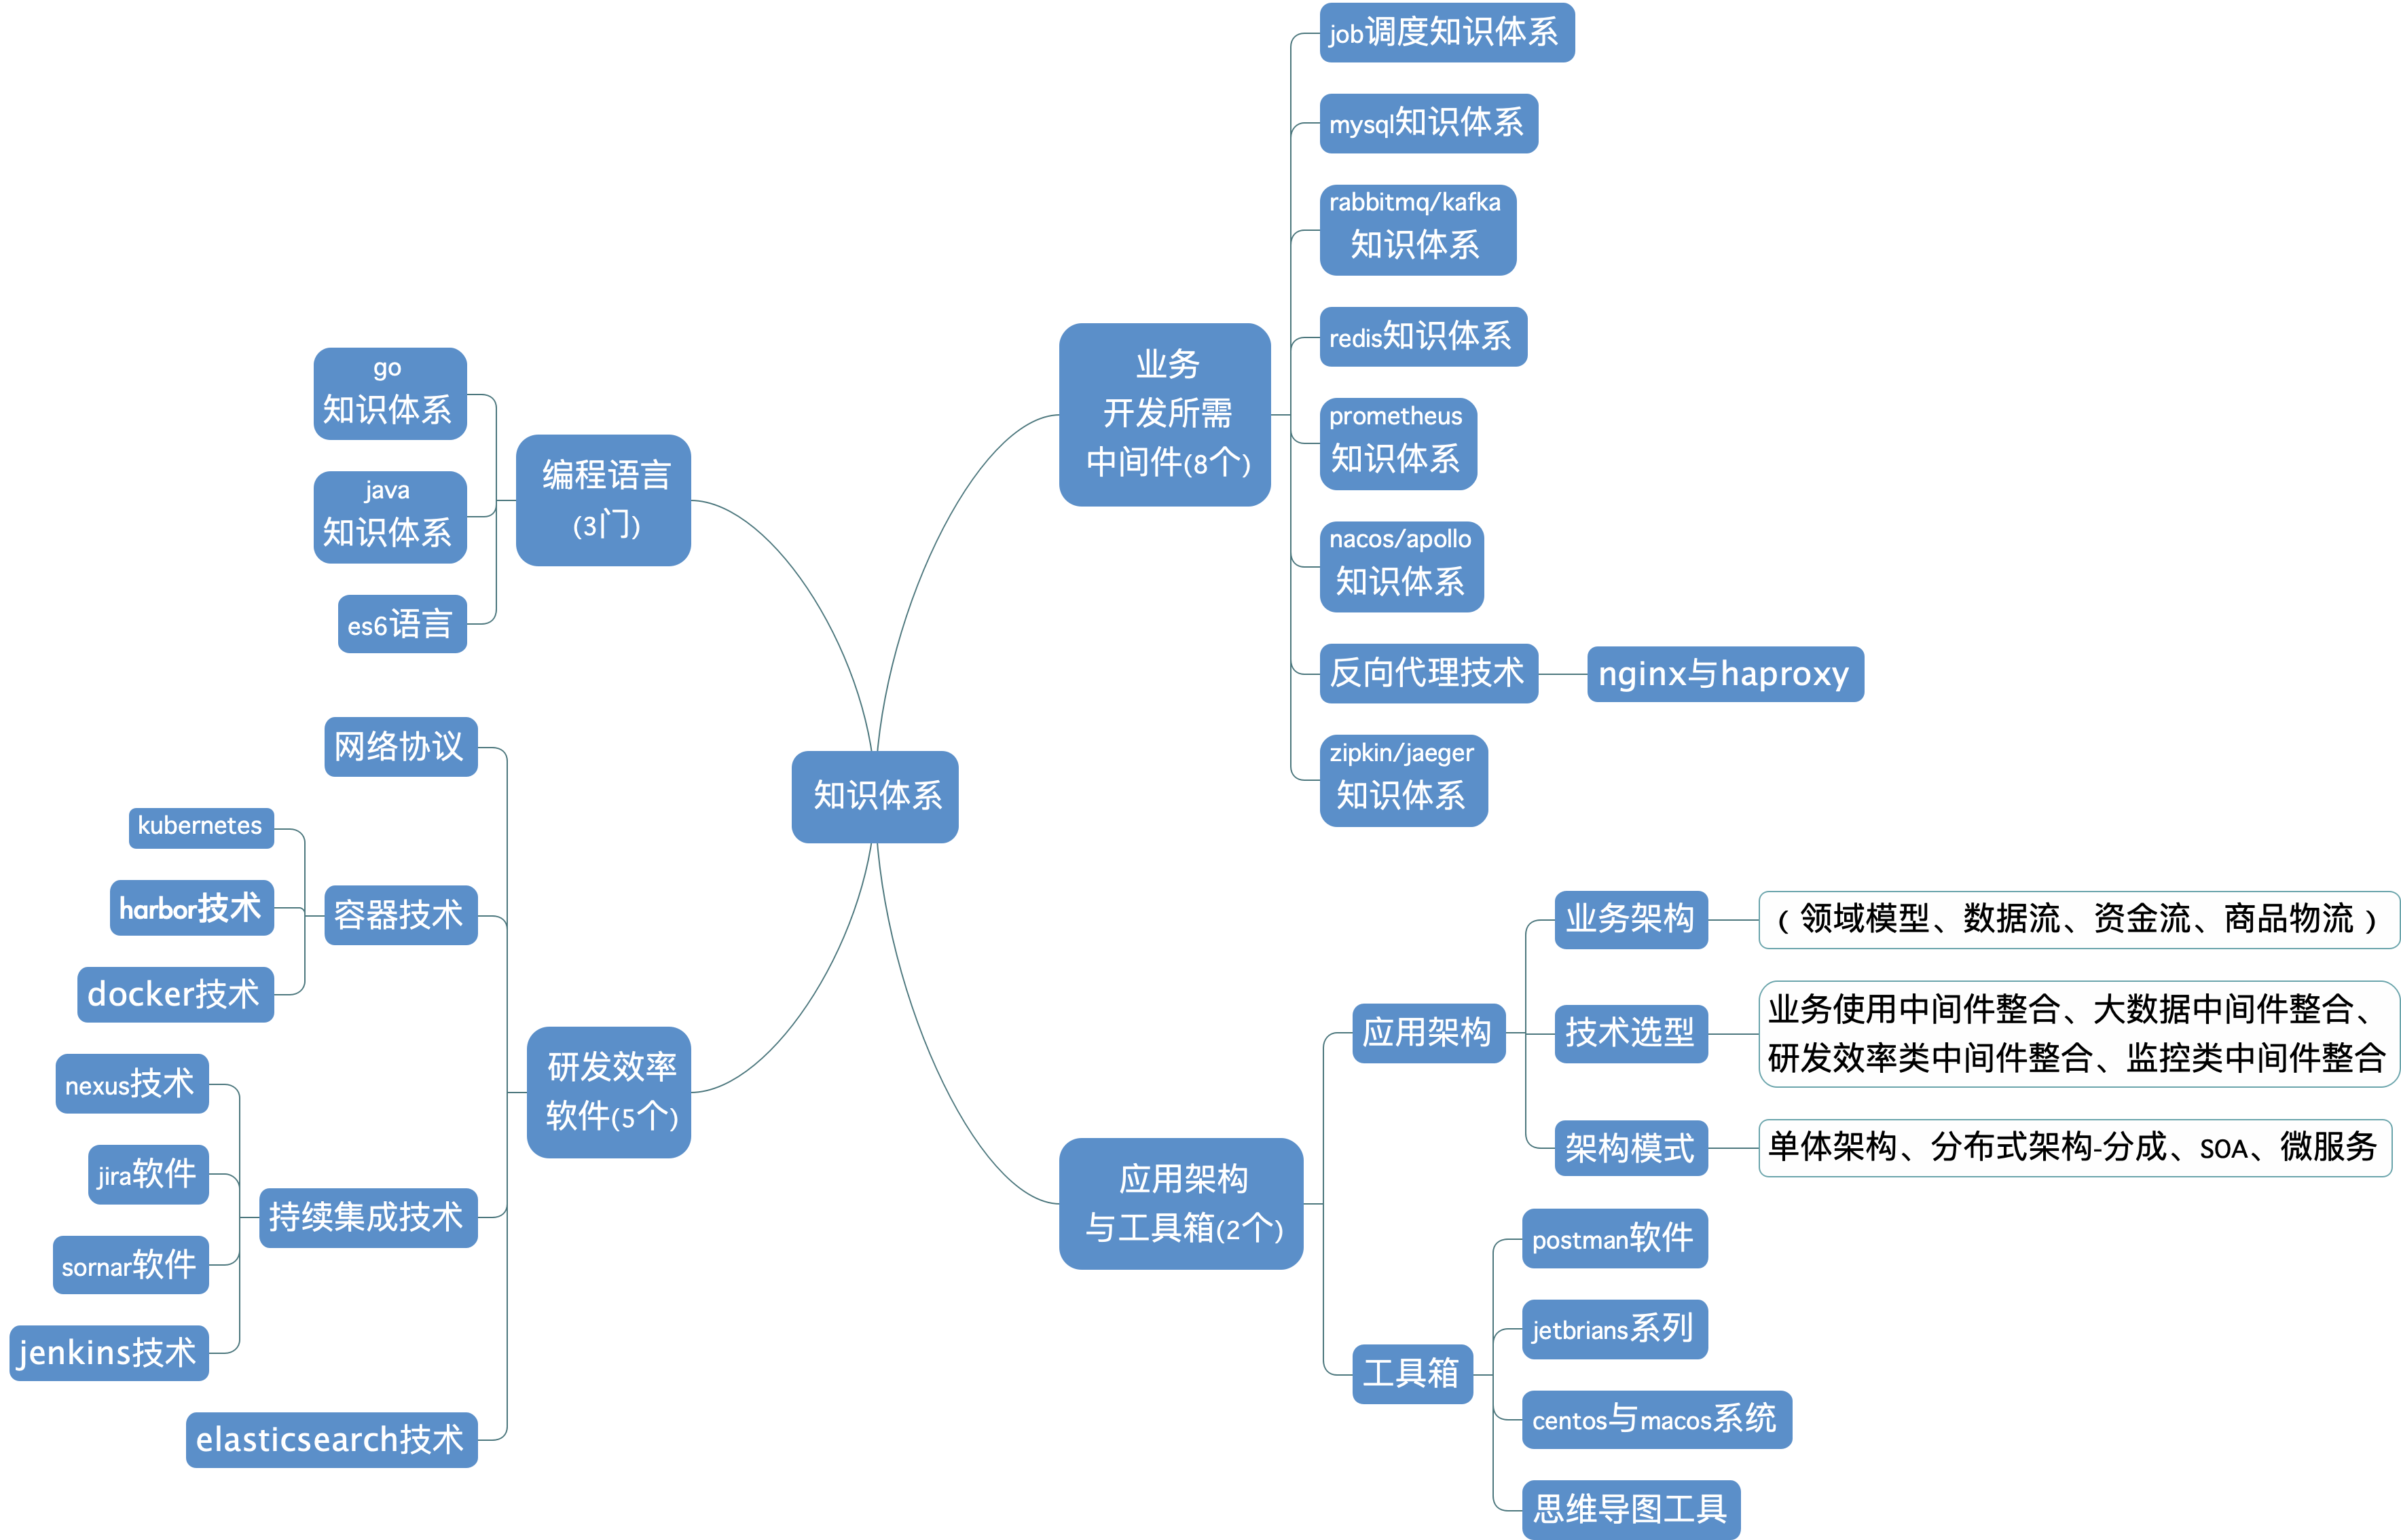 知识体系
业务
开发所需
中间件(8个)
job调度知识体系
mysql知识体系
rabbitmq/kafka
知识体系
redis知识体系
prometheus
知识体系
nacos/apollo
知识体系
反向代理技术
nginx与haproxy
zipkin/jaeger
知识体系
应用架构
与工具箱(2个)
应用架构
业务架构
（领域模型、数据流、资金流、商品物流）
技术选型
业务使用中间件整合、大数据中间件整合、
研发效率类中间件整合、监控类中间件整合
架构模式
单体架构、分布式架构-分成、SOA、微服务
工具箱
postman软件
jetbrians系列
centos与macos系统
思维导图工具
编程语言
(3门)
go
知识体系
java
知识体系
es6语言
研发效率
软件(5个)
网络协议
容器技术
kubernetes
harbor技术
docker技术
持续集成技术
nexus技术
jira软件
sornar软件
jenkins技术
elasticsearch技术